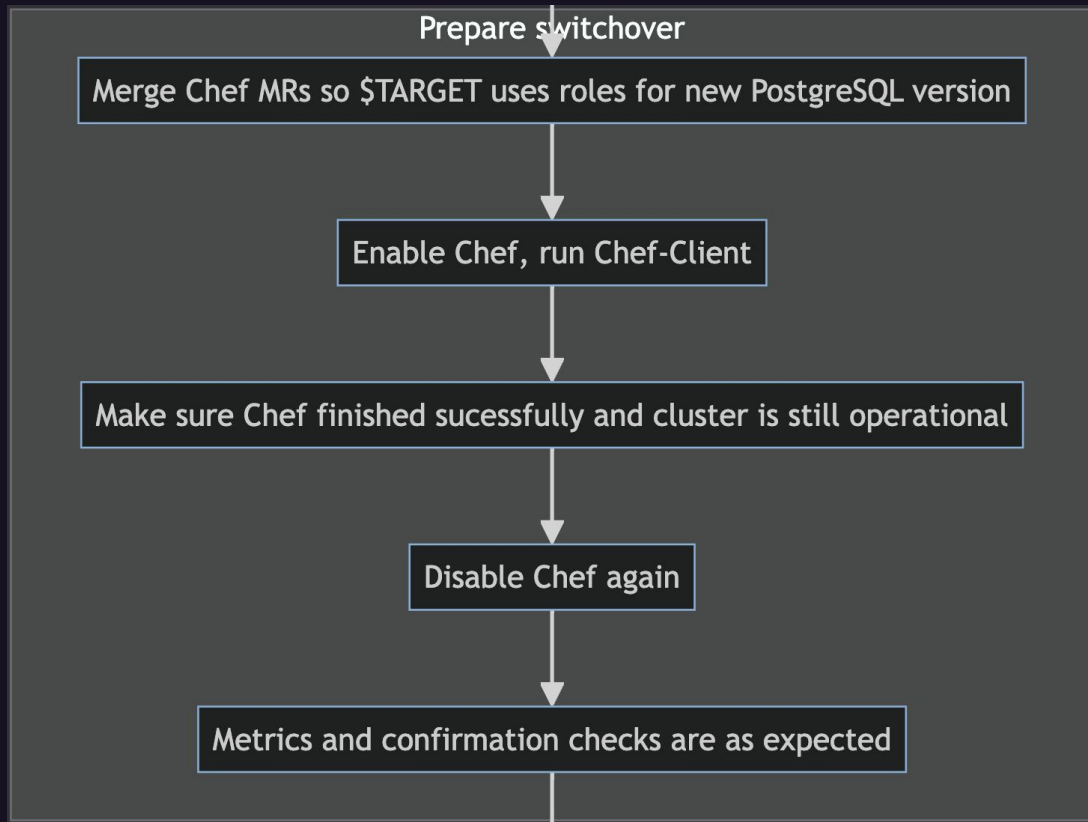 Prepare switchover
Merge Chef MRs so $TARGET uses roles for new PostgreSQL version
Enable Chef, run Chef-Client
Make sure Chef finished sucessfully and cluster is still operational
Disable Chef again
Metrics and confirmation checks are as expected